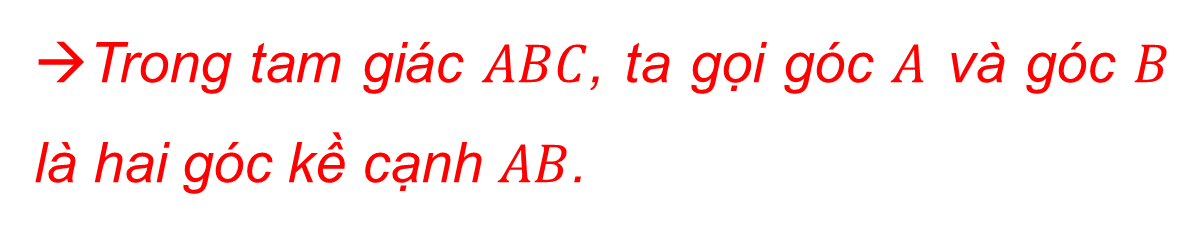 →Trong tam giác ABC, ta gọi góc A và góc B
là hai góc kề cạnh AB.